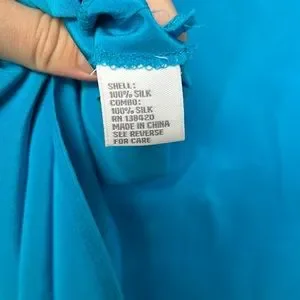 SHELL:
100% SILK
COMBO:
100% SILK
RN 138420
MADE IN CHINA
SEE REVERSE
FOR CARE